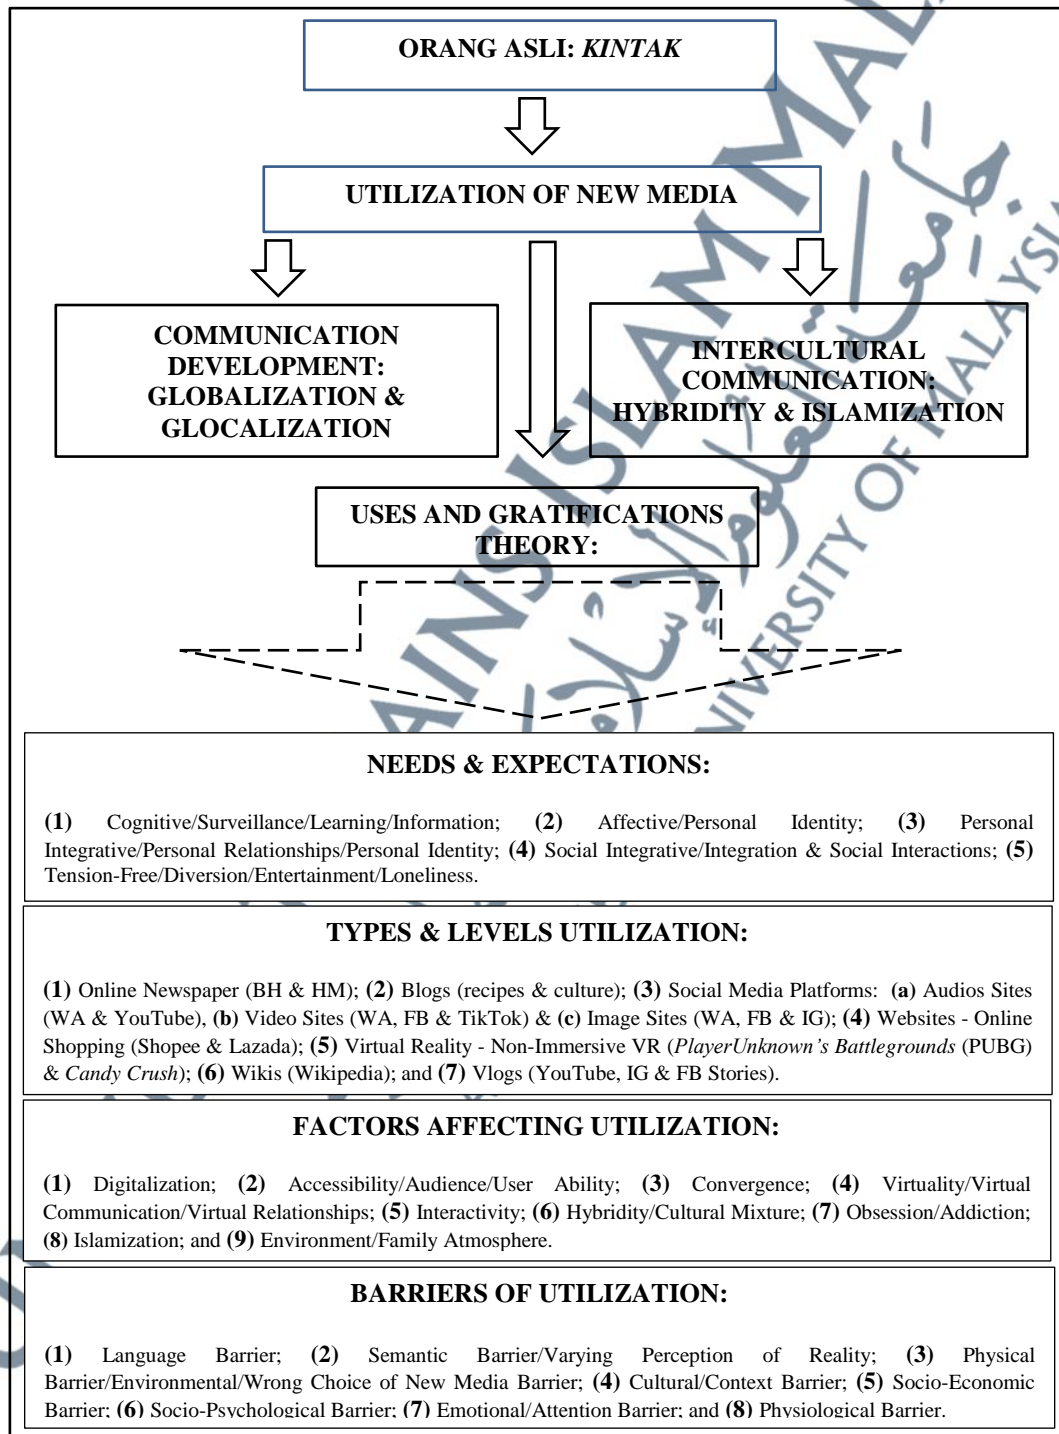 ORANG ASLI: KINTAK
UTILIZATION OF NEW MEDIA
COMMUNICATION
DEVELOPMENT:
GLOBALIZATION &
GLOCALIZATION
INTERCULTURAL
COMMUNICATION:
HYBRIDITY & ISLAMIZATION
USES AND GRATIFICATIONS
THEORY:
NEEDS & EXPECTATIONS:
(1) Cognitive/Surveillance/Learning/Information; (2) Affective/Personal Identity; (3) Personal
Integrative/Personal Relationships/Personal Identity; (4) Social Integrative/Integration & Social Interactions; (5)
Tension-Free/Diversion/Entertainment/Loneliness.
TYPES & LEVELS UTILIZATION:
(1) Online Newspaper (BH & HM); (2) Blogs (recipes & culture); (3) Social Media Platforms: (a) Audios Sites
(WA & YouTube), (b) Video Sites (WA, FB & TikTok) & (c) Image Sites (WA, FB & IG); (4) Websites - Online
Shopping (Shopee & Lazada); (5) Virtual Reality - Non-Immersive VR (PlayerUnknown's Battlegrounds (PUBG)
& Candy Crush); (6) Wikis (Wikipedia); and (7) Vlogs (YouTube, IG & FB Stories).
FACTORS AFFECTING UTILIZATION:
(1) Digitalization; (2) Accessibility/Audience/User Ability; (3) Convergence; (4) Virtuality/Virtual
Communication/Virtual Relationships; (5) Interactivity; (6) Hybridity/Cultural Mixture; (7) Obsession/Addiction;
(8) Islamization; and (9) Environment/Family Atmosphere.
BARRIERS OF UTILIZATION:
(1) Language Barrier; (2) Semantic Barrier/Varying Perception of Reality; (3) Physical
Barrier/Environmental/Wrong Choice of New Media Barrier; (4) Cultural/Context Barrier; (5) Socio-Economic
Barrier; (6) Socio-Psychological Barrier; (7) Emotional/Attention Barrier; and (8) Physiological Barrier.
AINS ISLAM MAL
UNIVERSITY OF MALAYSIA